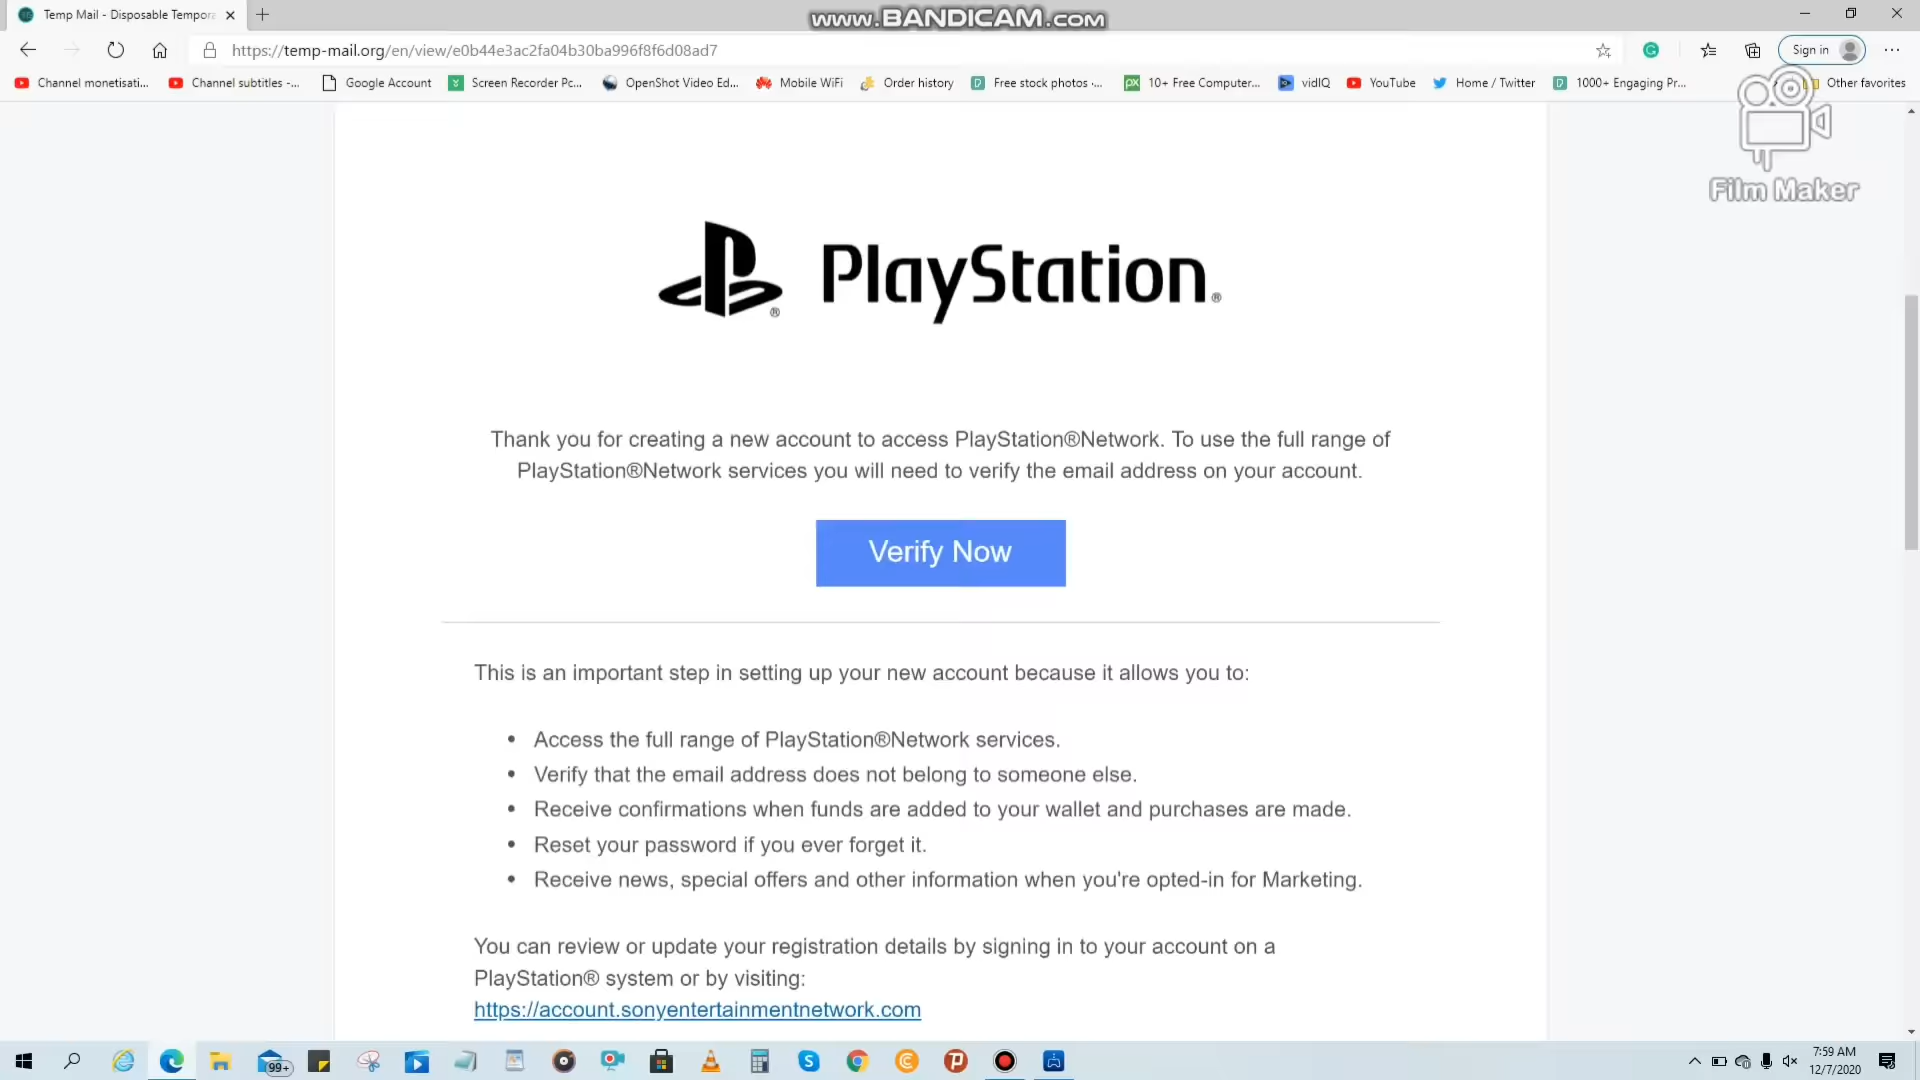 Temp Mail - Disposable Tempora
www.BANDICAM.com
https://temp-mail.org/en/view/e0b44e3ac2fa04b30ba996f8f6d08ad7
Sign in
Channel monetisati...
Channel subtitles -...
Google Account
Screen Recorder Pc...
OpenShot Video Ed...
Mobile WiFi
Order history
Free stock photos ·...
10+ Free Computer...
vidIQ
YouTube
Home / Twitter
1000+ Engaging Pr...
Other favorites
Film Maker
PlayStation®
Thank you for creating a new account to access PlayStation®Network. To use the full range of
PlayStation®Network services you will need to verify the email address on your account.
Verify Now
This is an important step in setting up your new account because it allows you to:
• Access the full range of PlayStation®Network services.
• Verify that the email address does not belong to someone else.
• Receive confirmations when funds are added to your wallet and purchases are made.
• Reset your password if you ever forget it.
• Receive news, special offers and other information when you're opted-in for Marketing.
You can review or update your registration details by signing in to your account on a
PlayStation® system or by visiting:
https://account.sonyentertainmentnetwork.com
99+
7:59 AM
12/7/2020